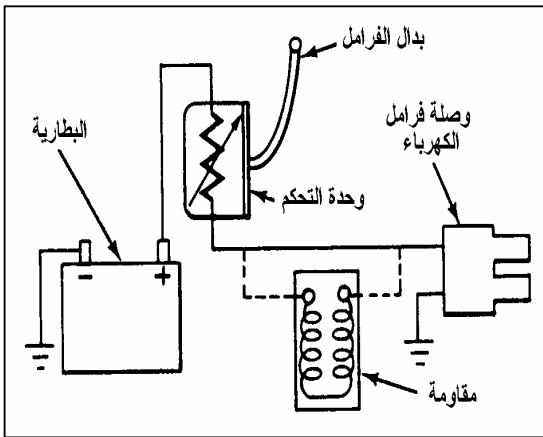 بدال الفرامل
وصلة فرامل
الكهرباء
البطارية
وحدة التحكم
- +
مقاومة